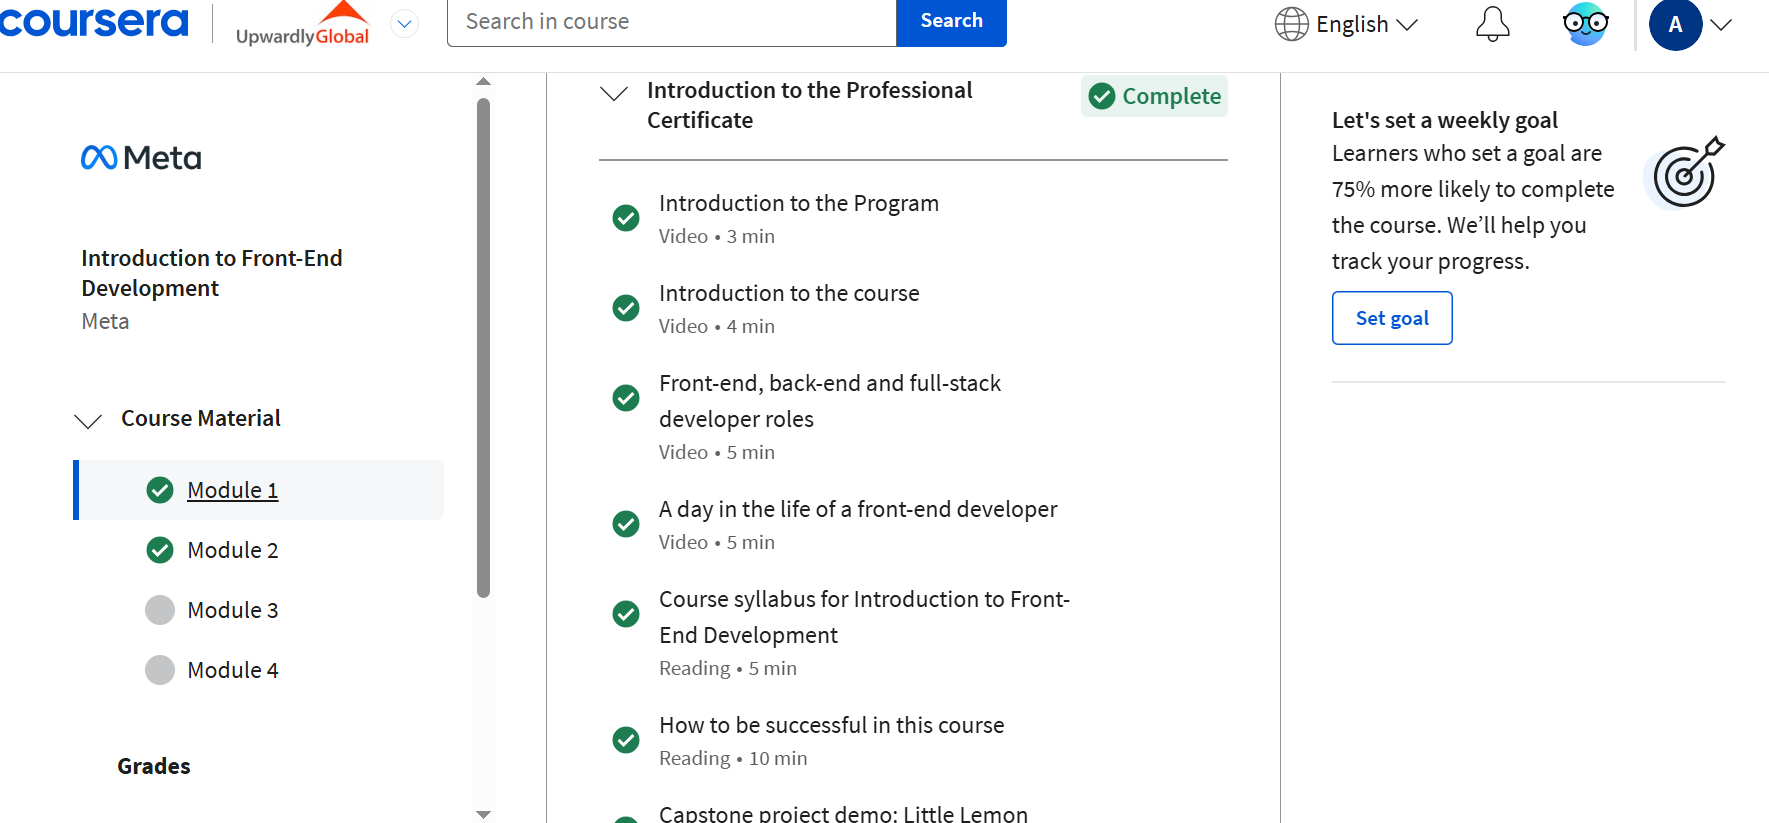 coursera
UpwardlyGlobal
Search in course
Search
English
A
Meta
Introduction to Front-End
Development
Meta
Course Material
Module 1
Module 2
Module 3
Module 4
Grades
Introduction to the Professional
Certificate
Complete
Introduction to the Program
Video • 3 min
Introduction to the course
Video • 4 min
Front-end, back-end and full-stack
developer roles
Video • 5 min
A day in the life of a front-end developer
Video • 5 min
Course syllabus for Introduction to Front-
End Development
Reading • 5 min
How to be successful in this course
Reading • 10 min
Capstone project demo: Little Lemon
Let's set a weekly goal
Learners who set a goal are
75% more likely to complete
the course. We’ll help you
track your progress.
Set goal